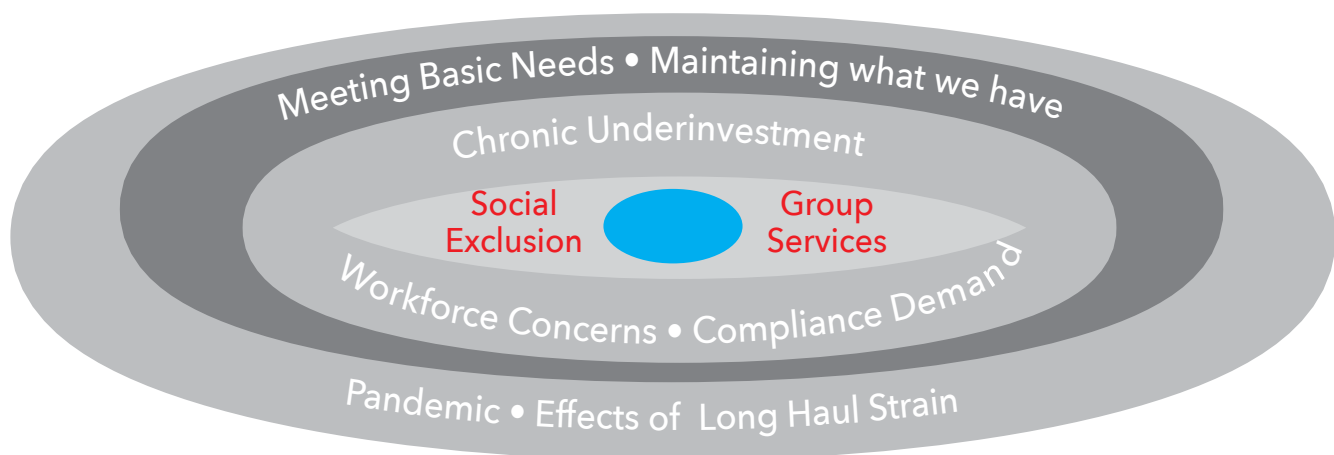 Meeting Basic Needs • Maintaining what we have
Chronic Underinvestment
Social
Exclusion
Group
Services
Workforce Concerns • Compliance Demand
Pandemic • Effects of Long Haul Strain